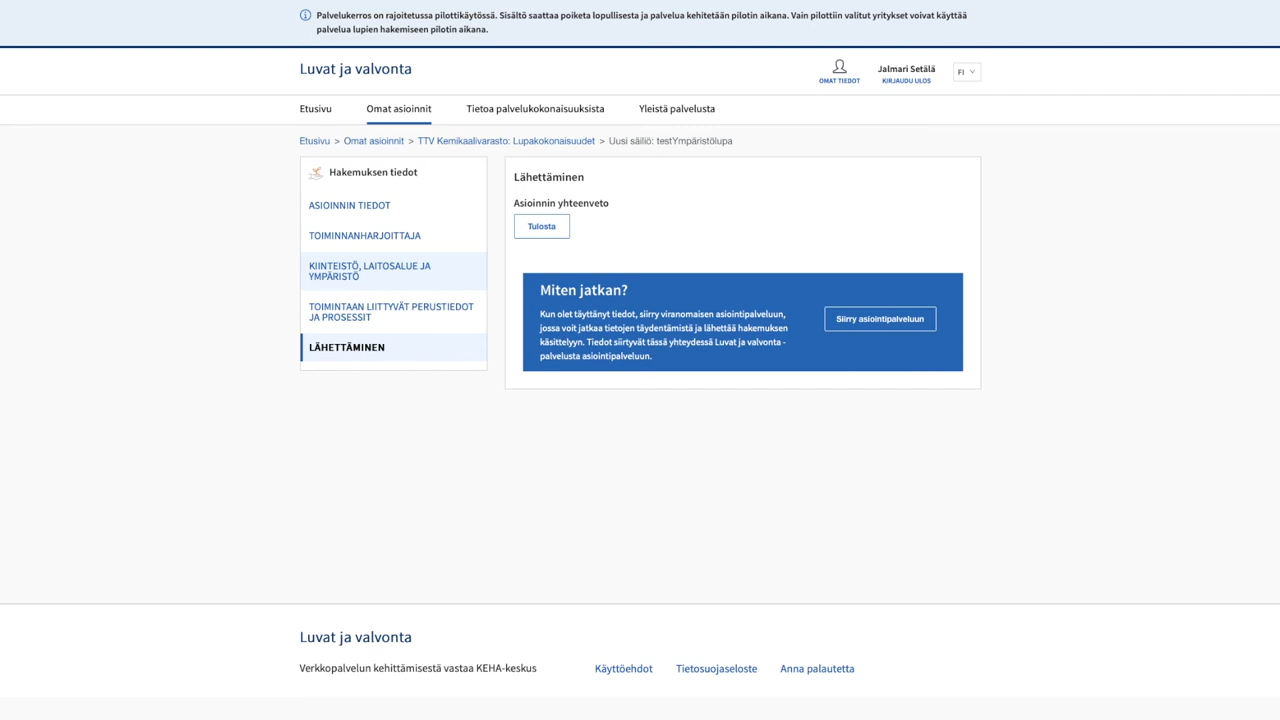 Palvelukerros on rajoitetussa pilottikäytössä. Sisältö saattaa poiketa lopullisesta ja palvelua kehitetään pilotin aikana. Vain pilottiin valitut yritykset voivat käyttää
palvelua lupien hakemiseen pilotin aikana.
Luvat ja valvonta
OMAT TIEDOT
Jalmari Setälä
KIRJAUDU ULOS
FI
Etusivu
Omat asioinnit
Tietoa palvelukokonaisuuksista
Yleistä palvelusta
Etusivu > Omat asioinnit > TTV Kemikaalivarasto: Lupakokonaisuudet > Uusi säiliö: testYmpäristölupa
Hakemuksen tiedot
ASIOINNIN TIEDOT
TOIMINNANHARJOITTAJA
KIINTEISTÖ, LAITOSALUE JA
YMPÄRISTÖ
TOIMINTAAN LIITTYVÄT PERUSTIEDOT
JA PROSESSIT
LÄHETTÄMINEN
Lähettäminen
Asioinnin yhteenveto
Tulosta
Miten jatkan?
Kun olet täyttänyt tiedot, siirry viranomaisen asiointipalveluun,
jossa voit jatkaa tietojen täydentämistä ja lähettää hakemuksen
käsittelyyn. Tiedot siirtyvät tässä yhteydessä Luvat ja valvonta -
palvelusta asiointipalveluun.
Siirry asiointipalveluun
Luvat ja valvonta
Verkkopalvelun kehittämisestä vastaa KEHA-keskus
Käyttöehdot
Tietosuojaseloste
Anna palautetta